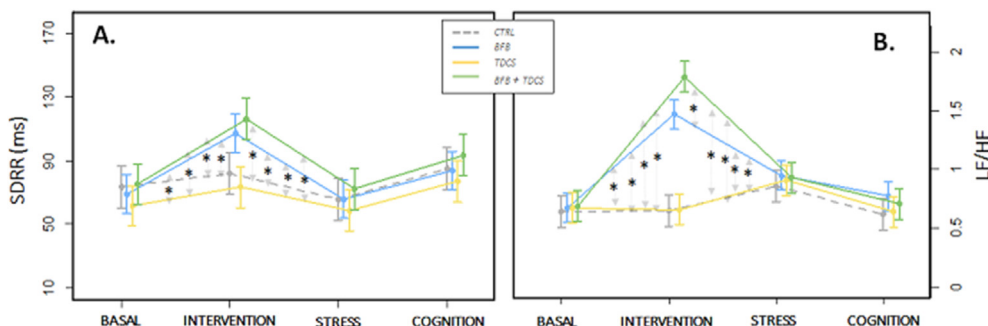 A.
170
130
90
50
10
SDRR (ms)
BASAL INTERVENTION STRESS COGNITION
CTRL
BFB
TDCS
BFB + TDCS
B.
2
1.5
1
0.5
0
LF/HF
BASAL INTERVENTION STRESS COGNITION